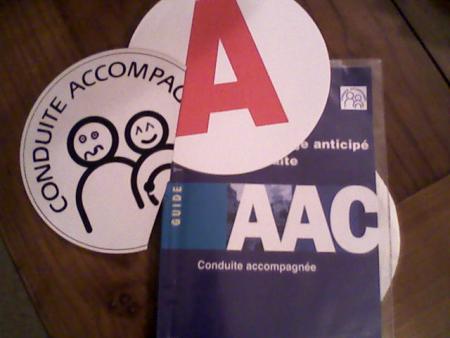 CONDUITE ACCOMPAG
A
anticipé
GUIDE
AAC
Conduite accompagnée